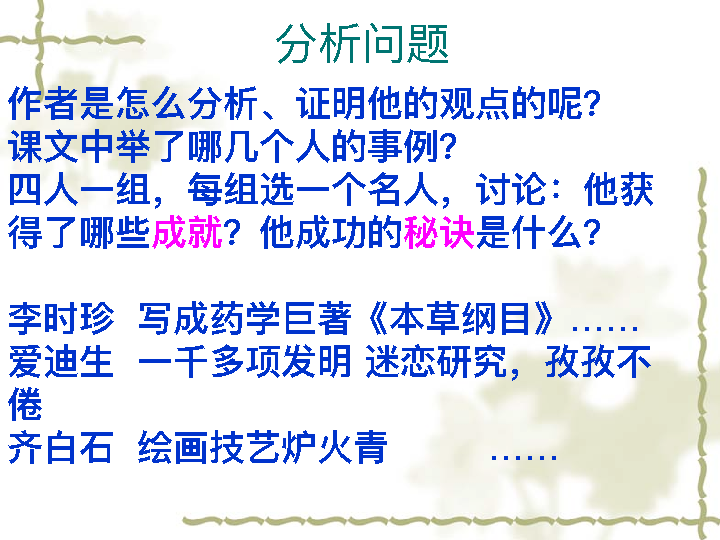 分析问题
作者是怎么分析、证明他的观点的呢？
课文中举了哪几个人的事例？
四人一组，每组选一个名人，讨论：他获
得了哪些成就？他成功的秘诀是什么？
李时珍 写成药学巨著《本草纲目》……
爱迪生 一千多项发明 迷恋研究，孜孜不
倦
齐白石 绘画技艺炉火青 ……